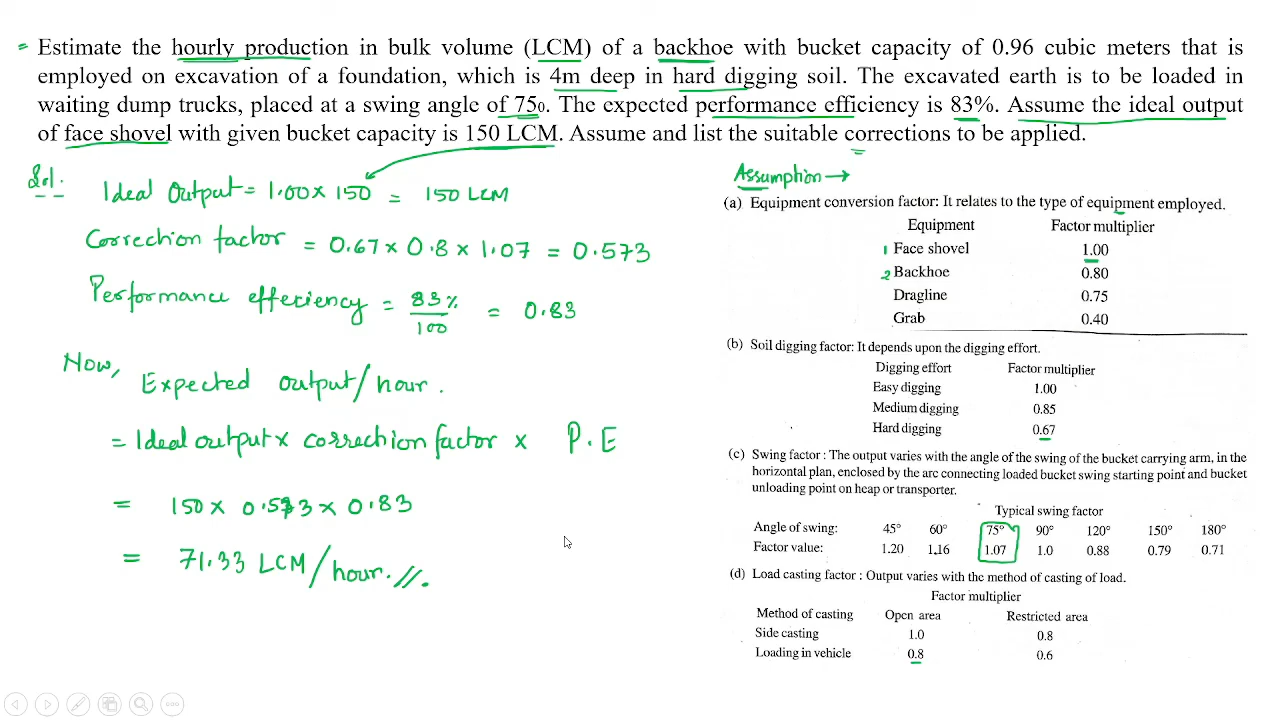 Estimate the hourly production in bulk volume (LCM) of a backhoe with bucket capacity of 0.96 cubic meters that is
employed on excavation of a foundation, which is 4m deep in hard digging soil. The excavated earth is to be loaded in
waiting dump trucks, placed at a swing angle of 75₀. The expected performance efficiency is 83%. Assume the ideal output
of face shovel with given bucket capacity is 150 LCM. Assume and list the suitable corrections to be applied.
Sol.
Ideal Output = 1.00 × 150 = 150 LCM
Correction factor = 0.67 × 0.8 × 1.07 = 0.573
Performance effeciency = 83% / 100 = 0.83
Now,
Expected output/hour.
= Ideal output × correction factor × P.E
= 150 × 0.573 × 0.83
= 71.33 LCM/hour.//.
Assumption →
(a) Equipment conversion factor: It relates to the type of equipment employed.
Equipment Factor multiplier
1 Face shovel 1.00
2 Backhoe 0.80
Dragline 0.75
Grab 0.40
(b) Soil digging factor: It depends upon the digging effort.
Digging effort Factor multiplier
Easy digging 1.00
Medium digging 0.85
Hard digging 0.67
(c) Swing factor : The output varies with the angle of the swing of the bucket carrying arm, in the
horizontal plan, enclosed by the arc connecting loaded bucket swing starting point and bucket
unloading point on heap or transporter.
Typical swing factor
Angle of swing: 45° 60° 75° 90° 120° 150° 180°
Factor value: 1.20 1.16 1.07 1.0 0.88 0.79 0.71
(d) Load casting factor : Output varies with the method of casting of load.
Factor multiplier
Method of casting Open area Restricted area
Side casting 1.0 0.8
Loading in vehicle 0.8 0.6